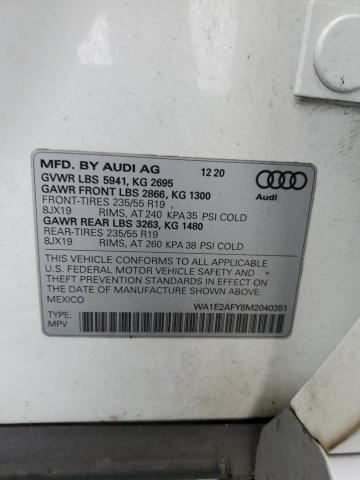 MFD. BY AUDI AG 12 20
GVWR LBS 5941, KG 2695
GAWR FRONT LBS 2866, KG 1300
FRONT-TIRES 235/55 R19
8JX19 RIMS, AT 240 KPA 35 PSI COLD
GAWR REAR LBS 3263, KG 1480
REAR-TIRES 235/55 R19
8JX19 RIMS, AT 260 KPA 38 PSI COLD
Audi
THIS VEHICLE CONFORMS TO ALL APPLICABLE
U.S. FEDERAL MOTOR VEHICLE SAFETY AND
THEFT PREVENTION STANDARDS IN EFFECT ON THE
DATE OF MANUFACTURE SHOWN ABOVE.
MEXICO
WA1E2AFY8M2040351
TYPE:
MPV